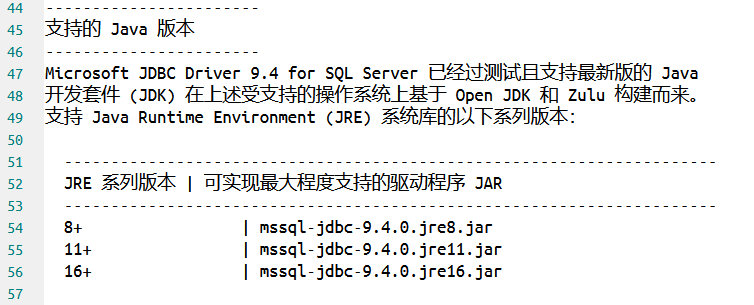 44 -----------------------
45 支持的 Java 版本
46 -----------------------
47 Microsoft JDBC Driver 9.4 for SQL Server 已经过测试且支持最新版的 Java
48 开发套件 (JDK) 在上述受支持的操作系统上基于 Open JDK 和 Zulu 构建而来。
49 支持 Java Runtime Environment (JRE) 系统库的以下系列版本:
50
51 ----------------------------------------------------------------------
52 JRE 系列版本 | 可实现最大程度支持的驱动程序 JAR
53 ----------------------------------------------------------------------
54 8+ | mssql-jdbc-9.4.0.jre8.jar
55 11+ | mssql-jdbc-9.4.0.jre11.jar
56 16+ | mssql-jdbc-9.4.0.jre16.jar
57